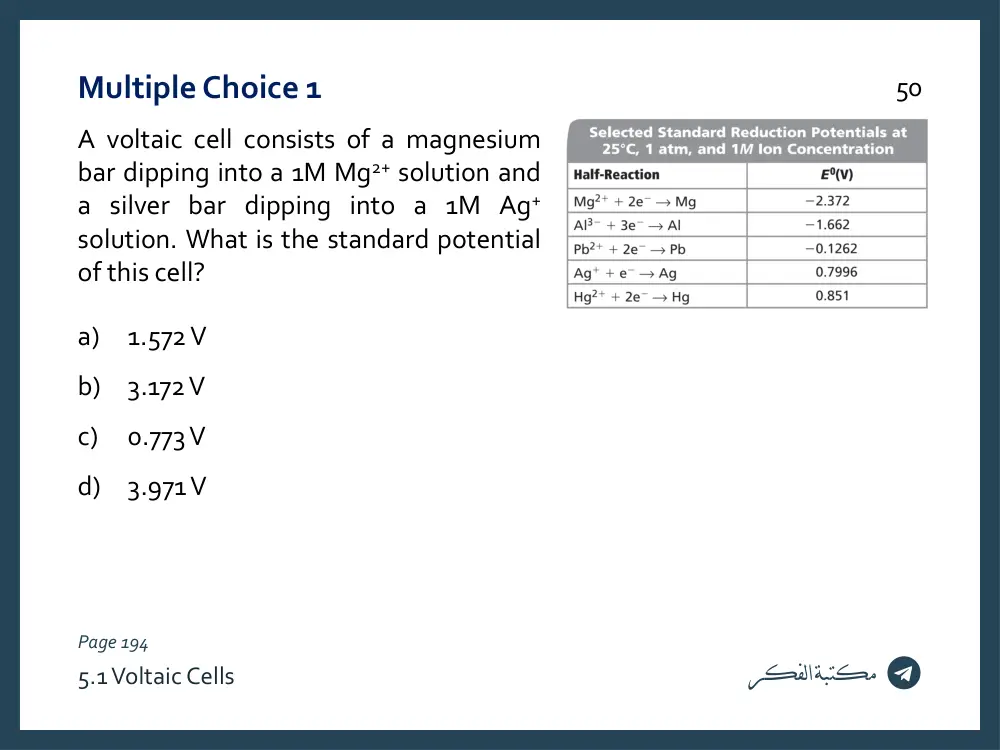 Multiple Choice 1
50
A voltaic cell consists of a magnesium
bar dipping into a 1M Mg²⁺ solution and
a silver bar dipping into a 1M Ag⁺
solution. What is the standard potential
of this cell?
a) 1.572 V
b) 3.172 V
c) 0.773 V
d) 3.971 V
Selected Standard Reduction Potentials at
25°C, 1 atm, and 1M Ion Concentration
Half-Reaction E⁰(V)
Mg²⁺ + 2e⁻ → Mg −2.372
Al³⁻ + 3e⁻ → Al −1.662
Pb²⁺ + 2e⁻ → Pb −0.1262
Ag⁺ + e⁻ → Ag 0.7996
Hg²⁺ + 2e⁻ → Hg 0.851
Page 194
5.1 Voltaic Cells
مكتبة الفكر